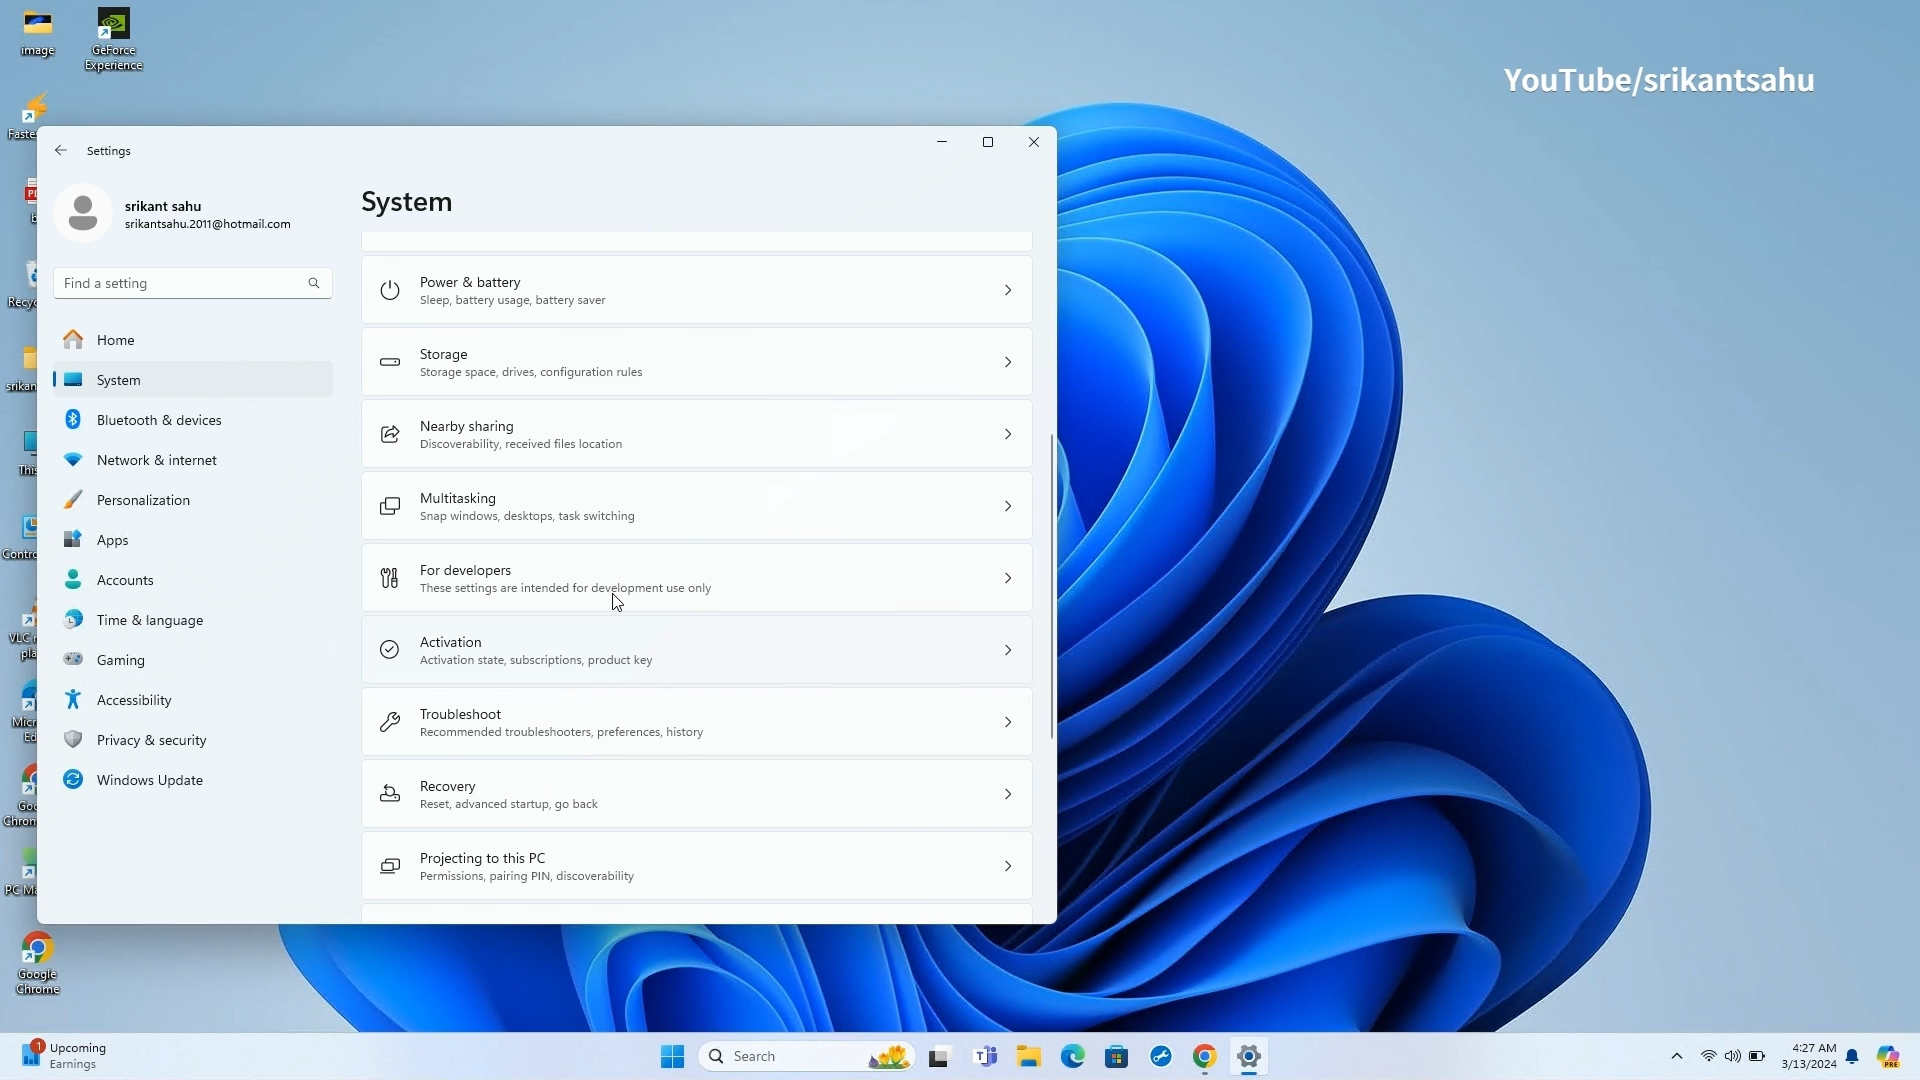 image
GeForce
Experience
YouTube/srikantsahu
Settings
srikant sahu
srikantsahu.2011@hotmail.com
Find a setting
Home
System
Bluetooth & devices
Network & internet
Personalization
Apps
Accounts
Time & language
Gaming
Accessibility
Privacy & security
Windows Update
System
Power & battery
Sleep, battery usage, battery saver
Storage
Storage space, drives, configuration rules
Nearby sharing
Discoverability, received files location
Multitasking
Snap windows, desktops, task switching
For developers
These settings are intended for development use only
Activation
Activation state, subscriptions, product key
Troubleshoot
Recommended troubleshooters, preferences, history
Recovery
Reset, advanced startup, go back
Projecting to this PC
Permissions, pairing PIN, discoverability
Google
Chrome
1
Upcoming
Earnings
Search
4:27 AM
3/13/2024
PRE